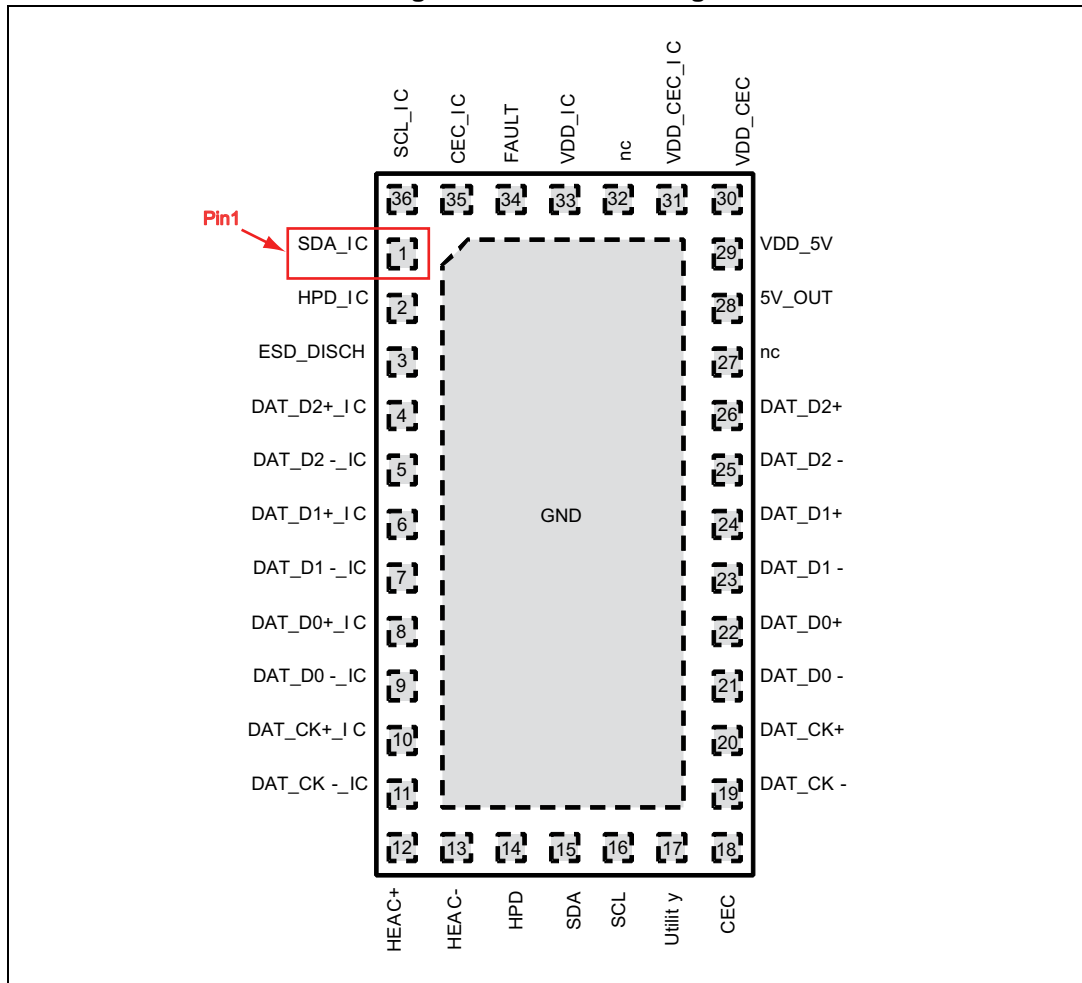 SCL_I C
CEC_I C
FAULT
VDD_I C
nc
VDD_CEC_I C
VDD_CEC
36 35 34 33 32 31 30
Pin1
SDA_I C 1 29 VDD_5V
HPD_I C 2 28 5V_OUT
ESD_DISCH 3 27 nc
DAT_D2+_I C 4 26 DAT_D2+
DAT_D2 -_IC 5 25 DAT_D2 -
DAT_D1+_I C 6 GND 24 DAT_D1+
DAT_D1 -_IC 7 23 DAT_D1 -
DAT_D0+_I C 8 22 DAT_D0+
DAT_D0 -_IC 9 21 DAT_D0 -
DAT_CK+_I C 10 20 DAT_CK+
DAT_CK -_IC 11 19 DAT_CK -
12 13 14 15 16 17 18
HEAC+
HEAC-
HPD
SDA
SCL
Utilit y
CEC